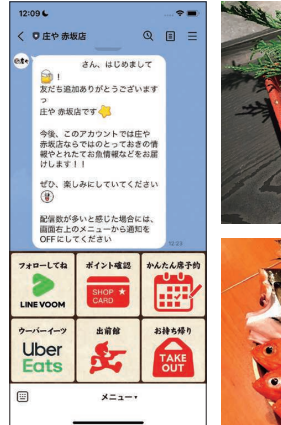 12:09
庄や 赤坂店
さん、はじめまして
！
友だち追加ありがとうございます
っ
庄や 赤坂店です
今後、このアカウントでは庄や
赤坂店ならではのとっておきの情
報やとれたてお魚情報などをお届
けします！！
ぜひ、楽しみにしていてください
配信数が多いと感じた場合には、
画面右上のメニューから通知を
OFFにしてください
12:23
フォローしてね
ポイント確認
かんたん席予約
LINE VOOM
SHOP
CARD
ウーバーイーツ
出前館
お持ち帰り
Uber
Eats
TAKE
OUT
メニュー